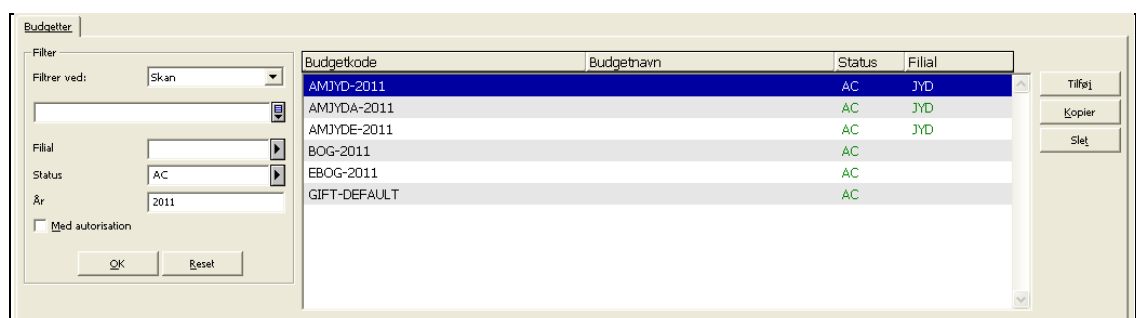 Budgetter
Filter
Filtrer ved: Skan
Filial
Status AC
År 2011
Med autorisation
OK Reset
Budgetkode Budgetnavn Status Filial
AMJYD-2011 AC JYD
AMJYDA-2011 AC JYD
AMJYDE-2011 AC JYD
BOG-2011 AC
EBOG-2011 AC
GIFT-DEFAULT AC
Tilføj
Kopier
Slet